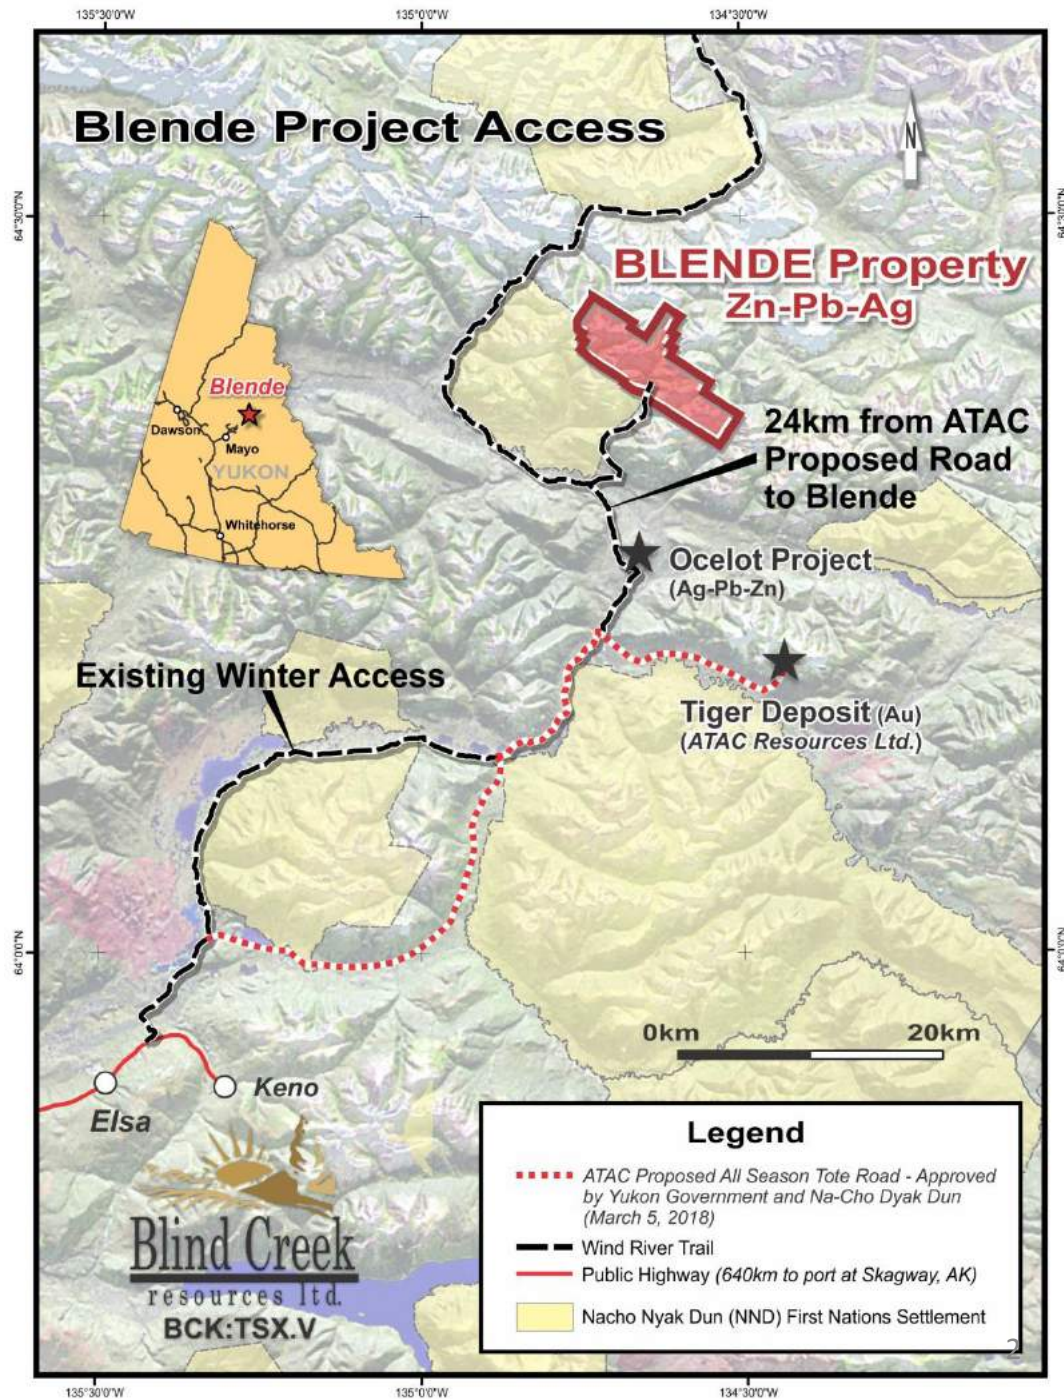 135°30'0"W
135°0'0"W
134°30'0"W
Blende Project Access
N
64°30'0"N
64°30'0"N
BLENDE Property
Zn-Pb-Ag
Blende
Dawson
Mayo
YUKON
Whitehorse
24km from ATAC
Proposed Road
to Blende
Ocelot Project
(Ag-Pb-Zn)
Existing Winter Access
Tiger Deposit (Au)
(ATAC Resources Ltd.)
64°0'0"N
64°0'0"N
0km
20km
Keno
Elsa
Legend
ATAC Proposed All Season Tote Road - Approved
by Yukon Government and Na-Cho Dyak Dun
(March 5, 2018)
Wind River Trail
Public Highway (640km to port at Skagway, AK)
Nacho Nyak Dun (NND) First Nations Settlement
Blind Creek
resources ltd.
BCK:TSX.V
2
135°30'0"W
135°0'0"W
134°30'0"W